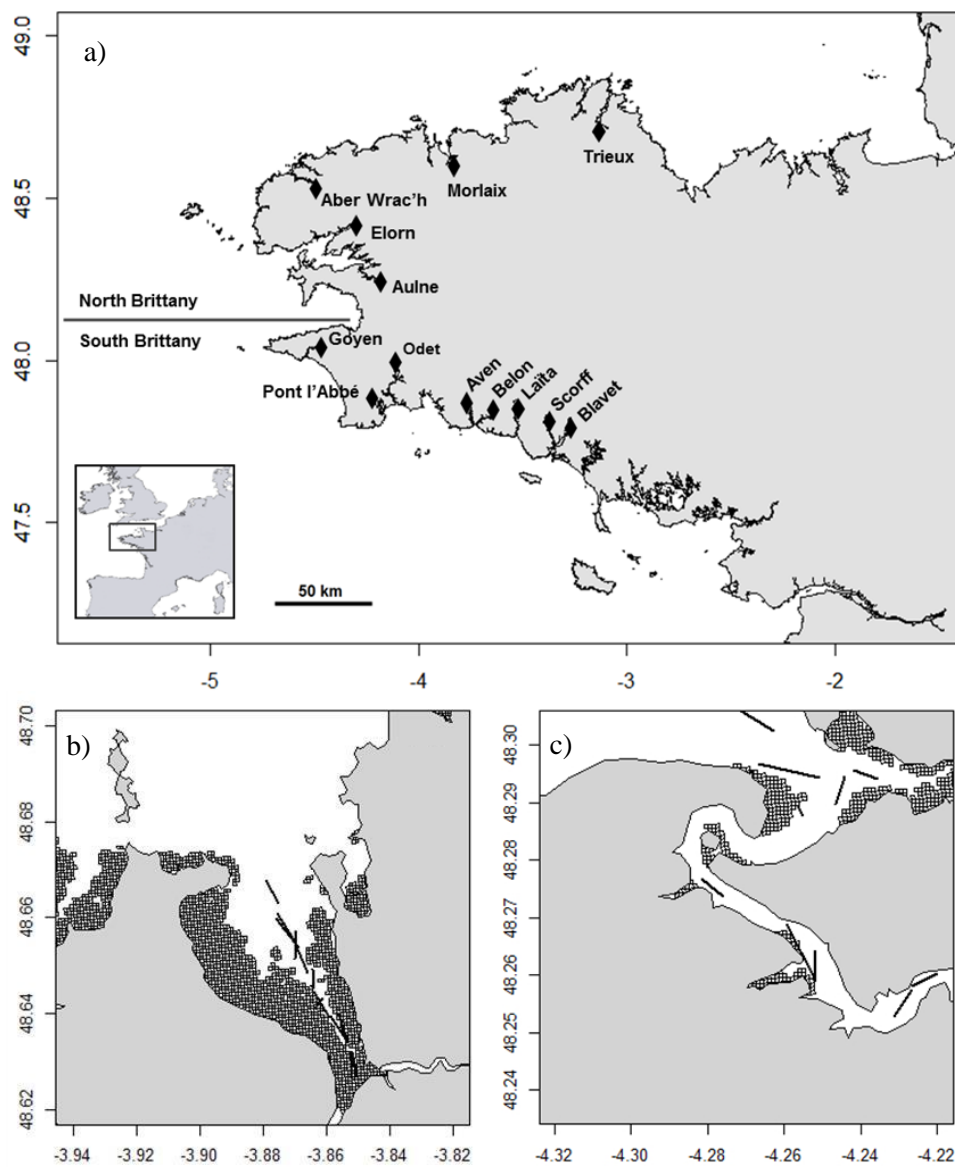 a)
49.0
48.5
48.0
47.5
Trieux
Morlaix
Aber Wrac'h
Elorn
Aulne
North Brittany
South Brittany
Goyen
Odet
Pont l'Abbé
Aven
Belon
Laïta
Scorff
Blavet
50 km
-5 -4 -3 -2
b)
48.70
48.68
48.66
48.64
48.62
-3.94 -3.92 -3.90 -3.88 -3.86 -3.84 -3.82
c)
48.30
48.29
48.28
48.27
48.26
48.25
48.24
-4.32 -4.30 -4.28 -4.26 -4.24 -4.22